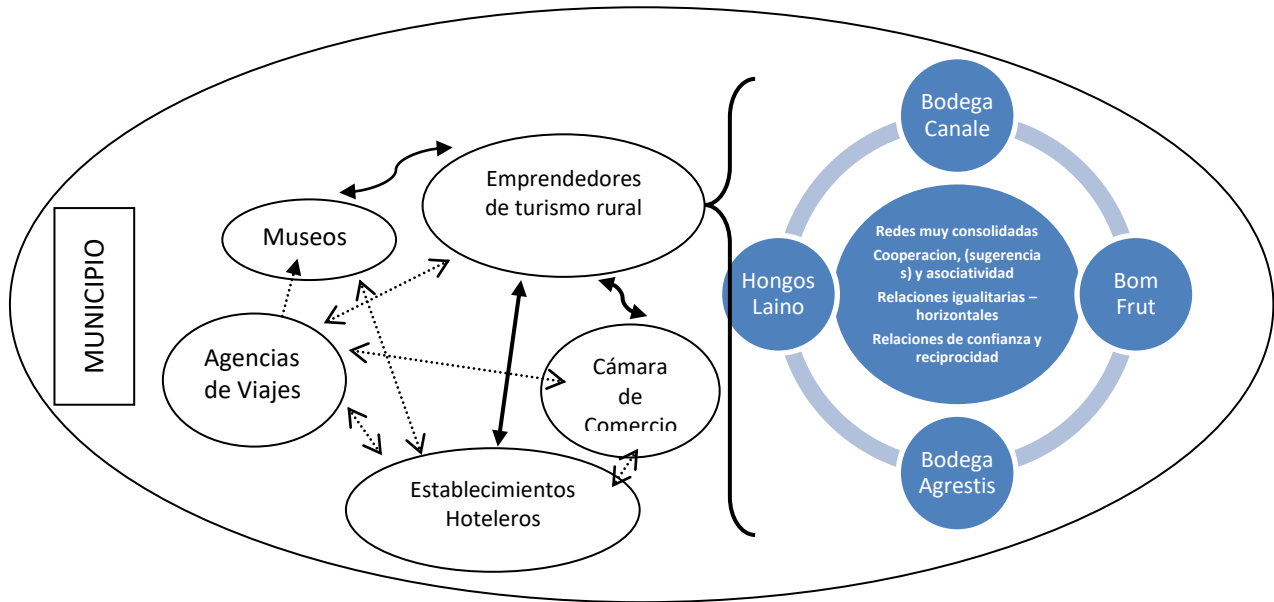 MUNICIPIO
Emprendedores
de turismo rural
Museos
Agencias
de Viajes
Cámara
de
Comercio
Establecimientos
Hoteleros
Bodega
Canale
Hongos
Laino
Redes muy consolidadas
Cooperacion, (sugerencia
s) y asociatividad
Relaciones igualitarias –
horizontales
Relaciones de confianza y
reciprocidad
Bom
Frut
Bodega
Agrestis